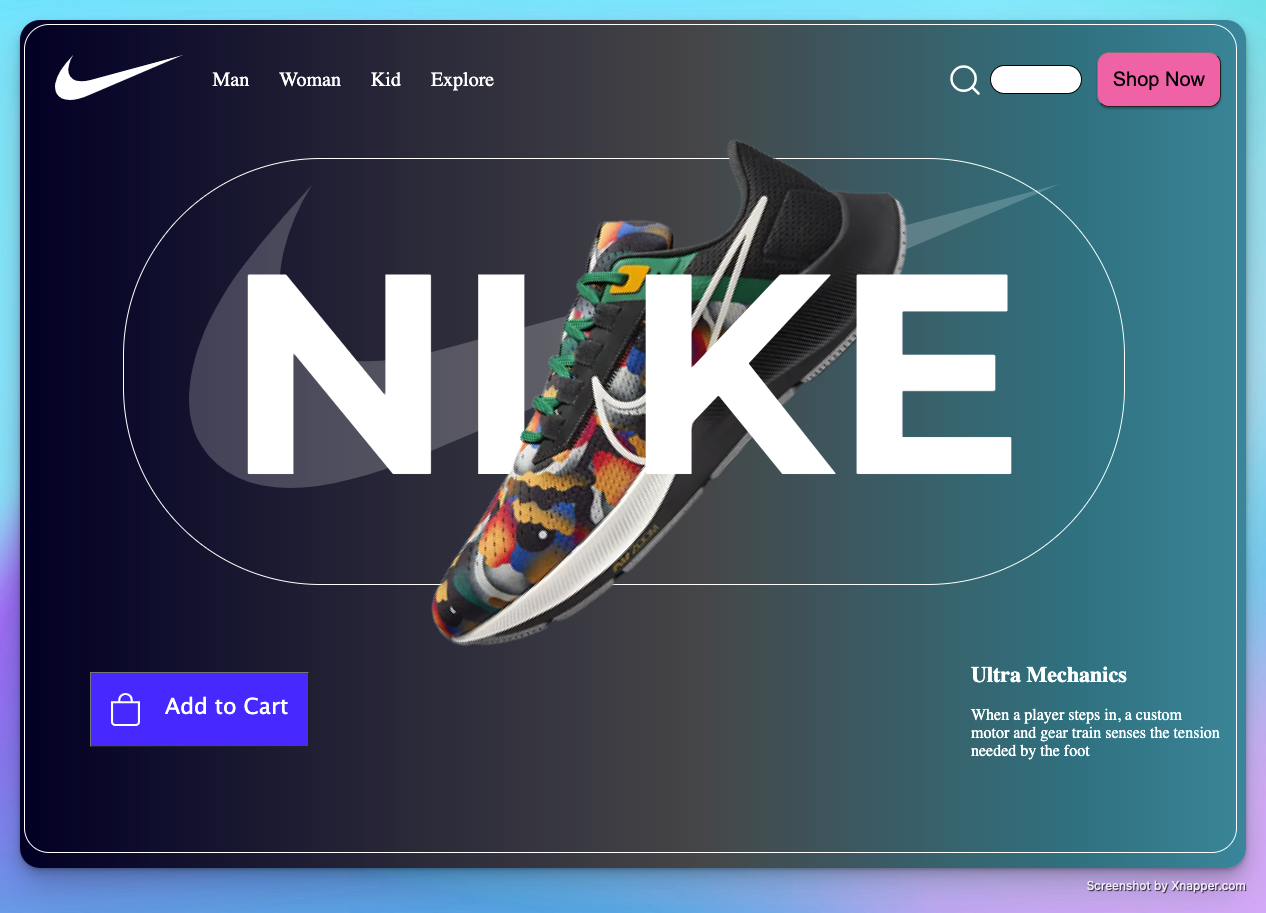 Man Woman Kid Explore
Shop Now
NIKE
Add to Cart
Ultra Mechanics
When a player steps in, a custom
motor and gear train senses the tension
needed by the foot
Screenshot by Xnapper.com